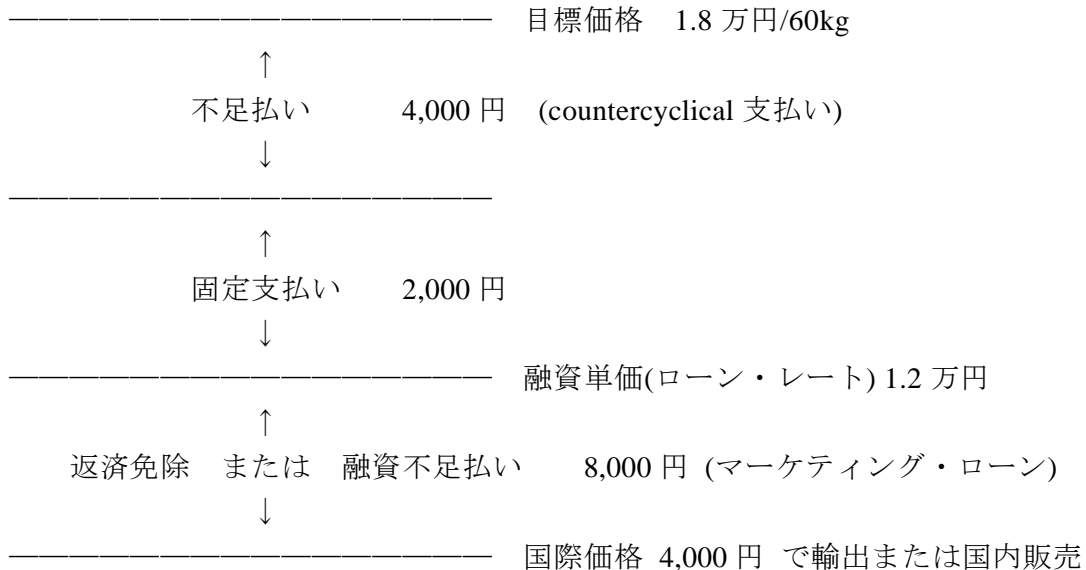 ―――――――――――――――― 目標価格　1.8 万円/60kg
↑
不足払い　　4,000 円　(countercyclical 支払い)
↓
――――――――――――――――
↑
固定支払い　　2,000 円
↓
―――――――――――――――― 融資単価(ローン・レート) 1.2 万円
↑
返済免除　または　融資不足払い　　8,000 円 (マーケティング・ローン)
↓
―――――――――――――――― 国際価格 4,000 円 で輸出または国内販売